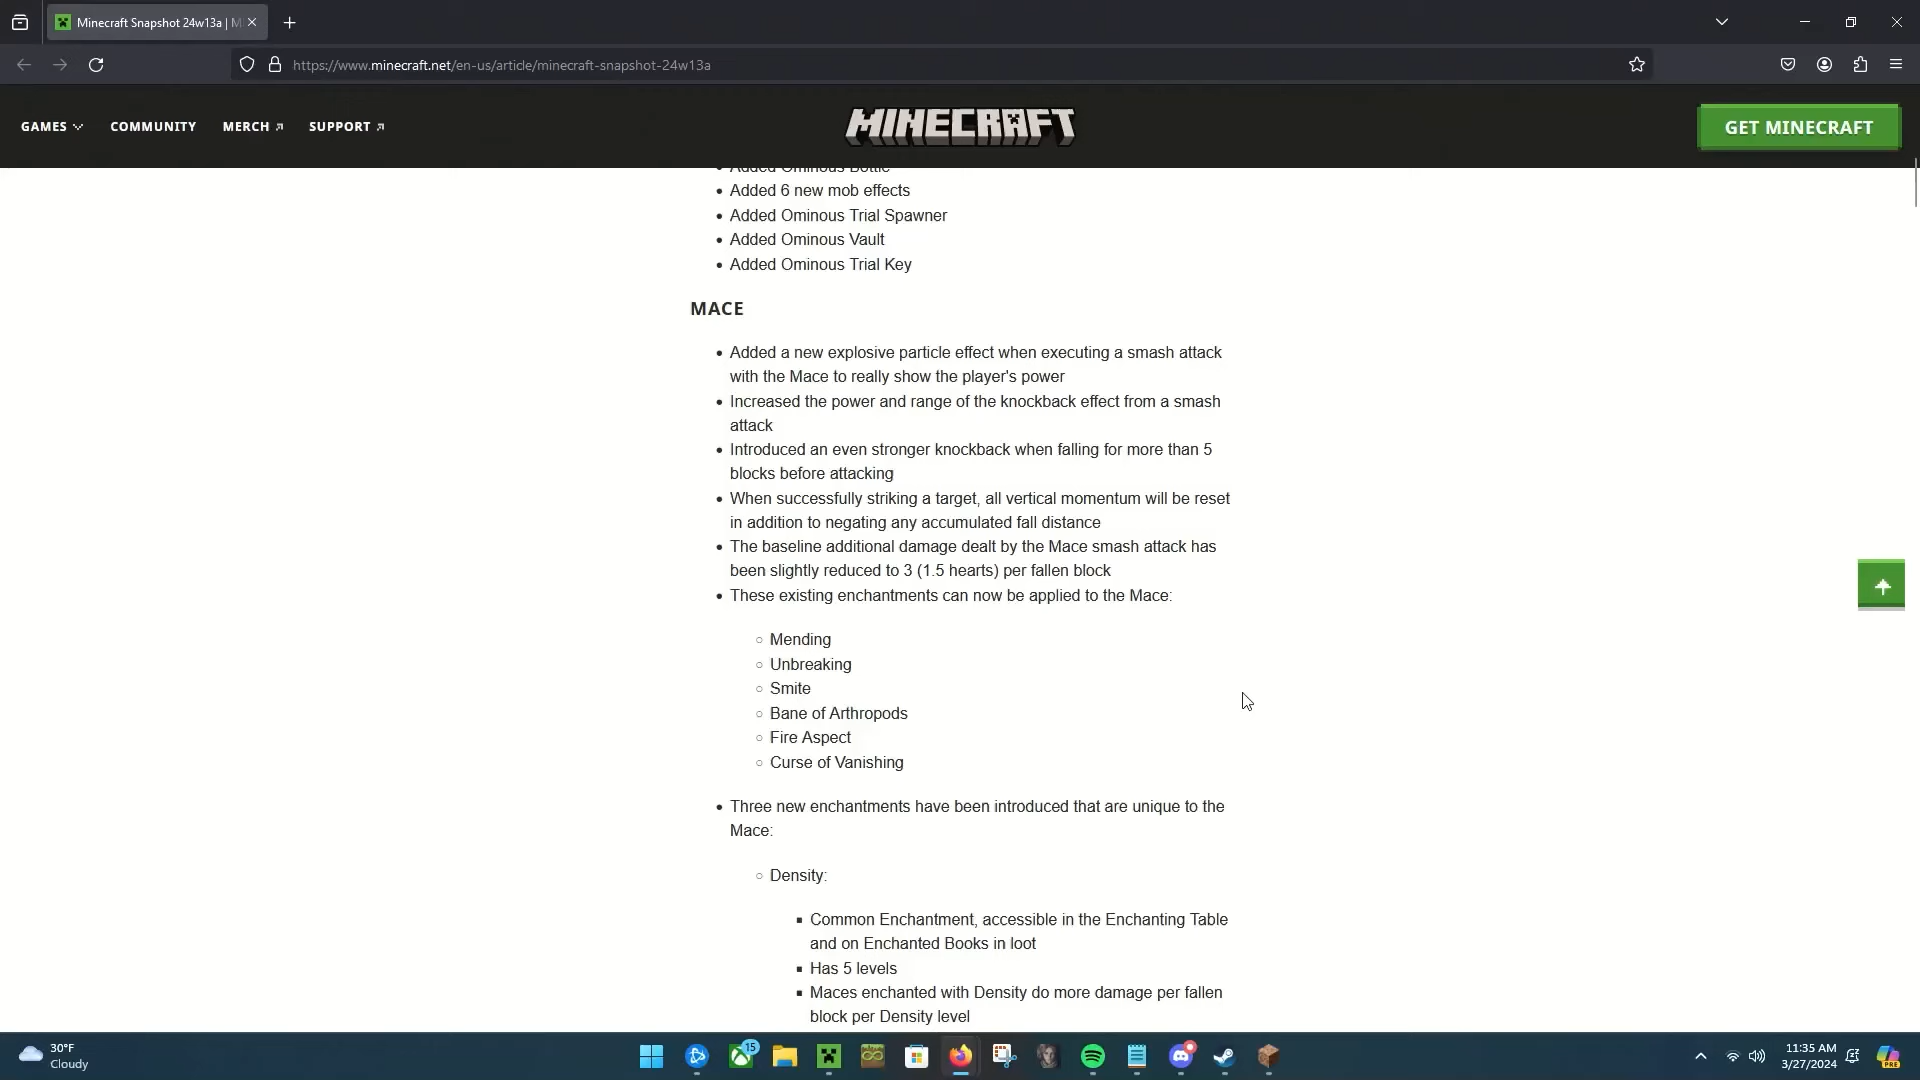 Minecraft Snapshot 24w13a | M
https://www.minecraft.net/en-us/article/minecraft-snapshot-24w13a
GAMES
COMMUNITY
MERCH
SUPPORT
MINECRAFT
GET MINECRAFT
Added Ominous Bottle
Added 6 new mob effects
Added Ominous Trial Spawner
Added Ominous Vault
Added Ominous Trial Key
MACE
Added a new explosive particle effect when executing a smash attack
with the Mace to really show the player's power
Increased the power and range of the knockback effect from a smash
attack
Introduced an even stronger knockback when falling for more than 5
blocks before attacking
When successfully striking a target, all vertical momentum will be reset
in addition to negating any accumulated fall distance
The baseline additional damage dealt by the Mace smash attack has
been slightly reduced to 3 (1.5 hearts) per fallen block
These existing enchantments can now be applied to the Mace:
Mending
Unbreaking
Smite
Bane of Arthropods
Fire Aspect
Curse of Vanishing
Three new enchantments have been introduced that are unique to the
Mace:
Density:
Common Enchantment, accessible in the Enchanting Table
and on Enchanted Books in loot
Has 5 levels
Maces enchanted with Density do more damage per fallen
block per Density level
30°F
Cloudy
15
11:35 AM
3/27/2024
PRE